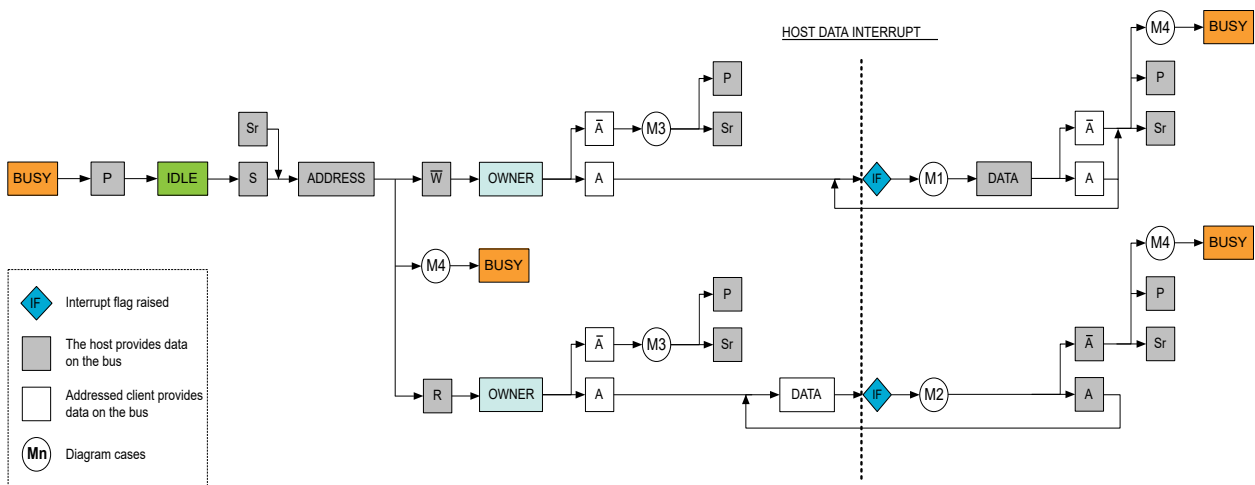 HOST DATA INTERRUPT
M4
BUSY
P
Sr
A̅
M3
P
Sr
A̅
Sr
BUSY
P
IDLE
S
ADDRESS
W̅
OWNER
A
IF
M1
DATA
A
M4
BUSY
M4
BUSY
P
P
A̅
M3
Sr
A̅
Sr
R
OWNER
A
DATA
IF
M2
A
IF Interrupt flag raised
The host provides data
on the bus
Addressed client provides
data on the bus
Mn Diagram cases